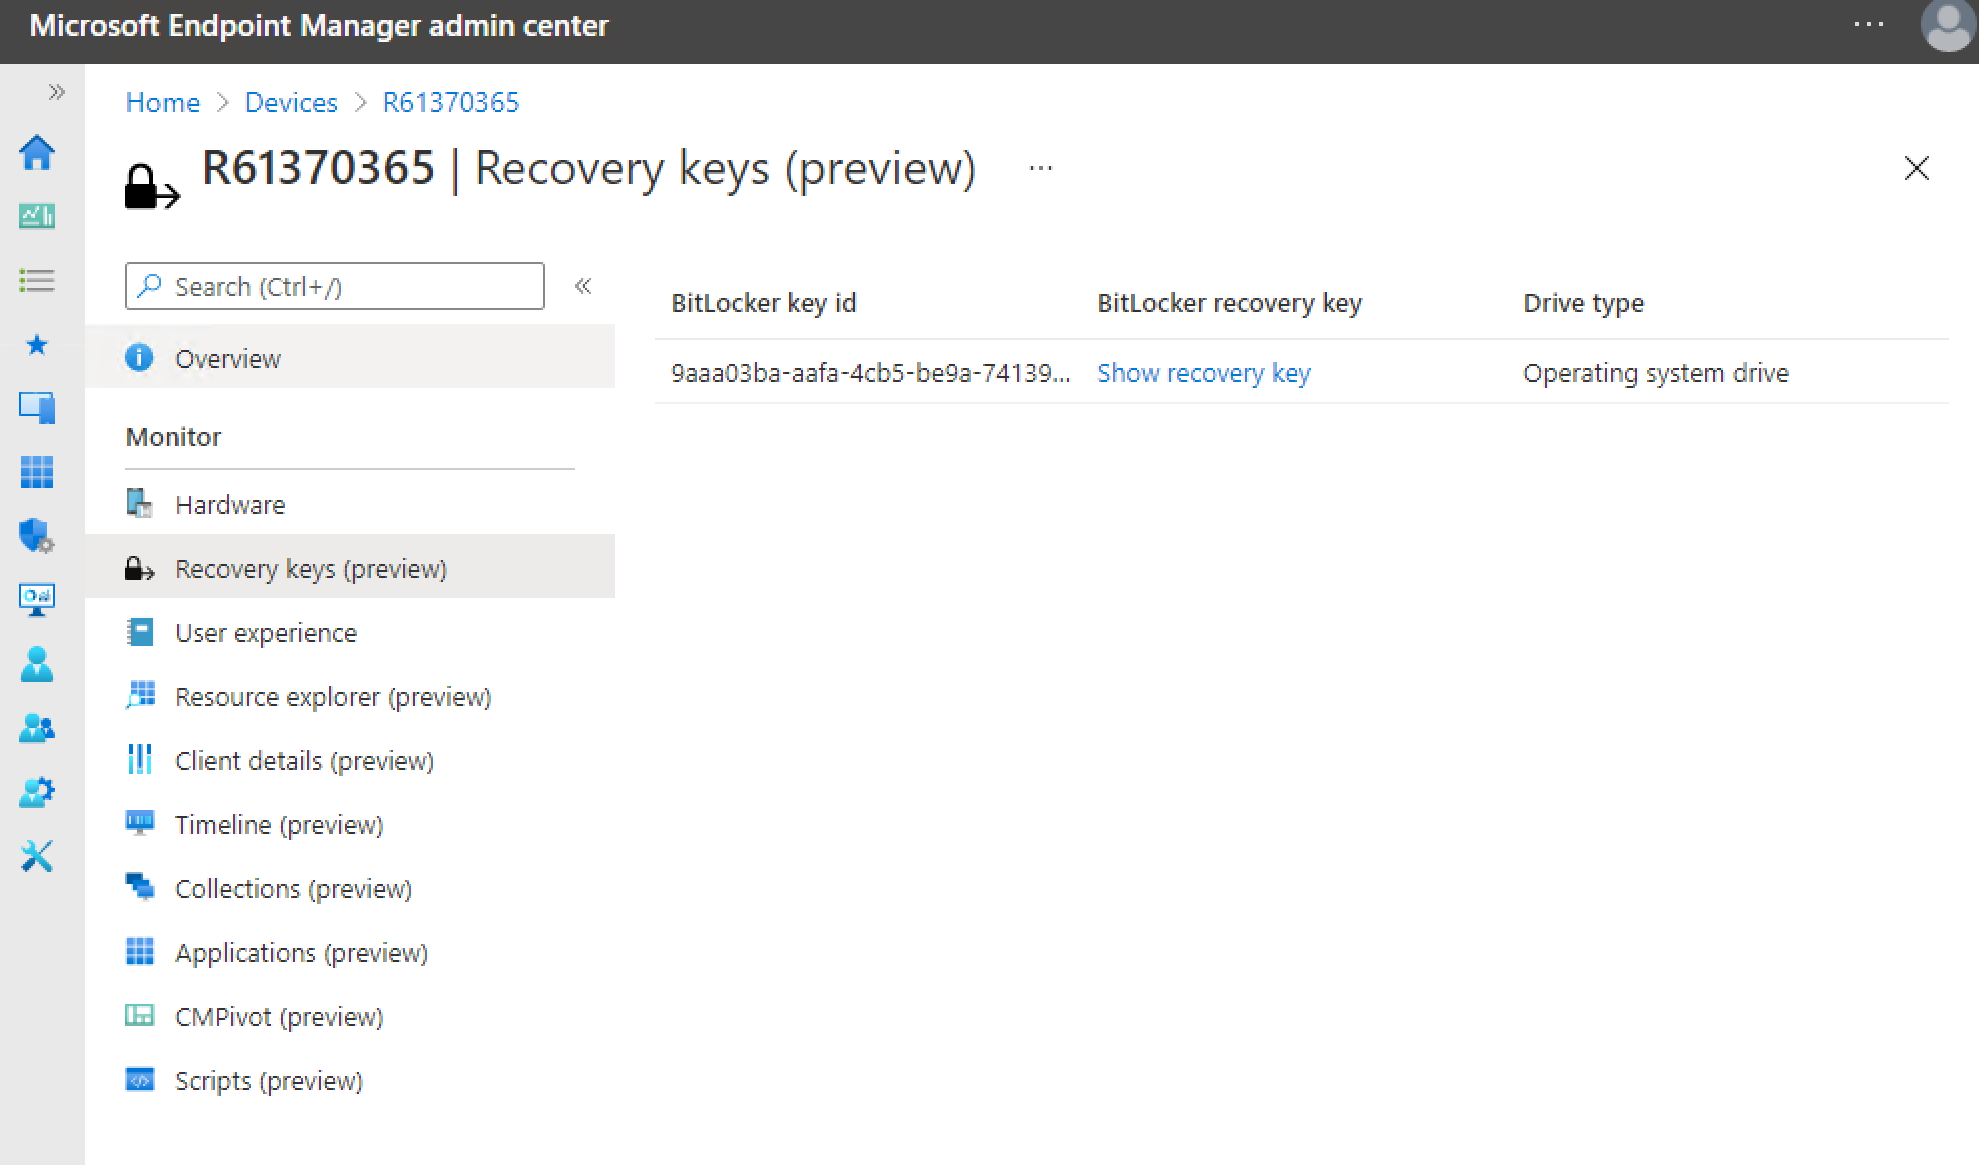 Microsoft Endpoint Manager admin center
Home > Devices > R61370365
R61370365 | Recovery keys (preview) ...
Search (Ctrl+/)
Overview
Monitor
Hardware
Recovery keys (preview)
User experience
Resource explorer (preview)
Client details (preview)
Timeline (preview)
Collections (preview)
Applications (preview)
CMPivot (preview)
Scripts (preview)
BitLocker key id BitLocker recovery key Drive type
9aaa03ba-aafa-4cb5-be9a-74139... Show recovery key Operating system drive